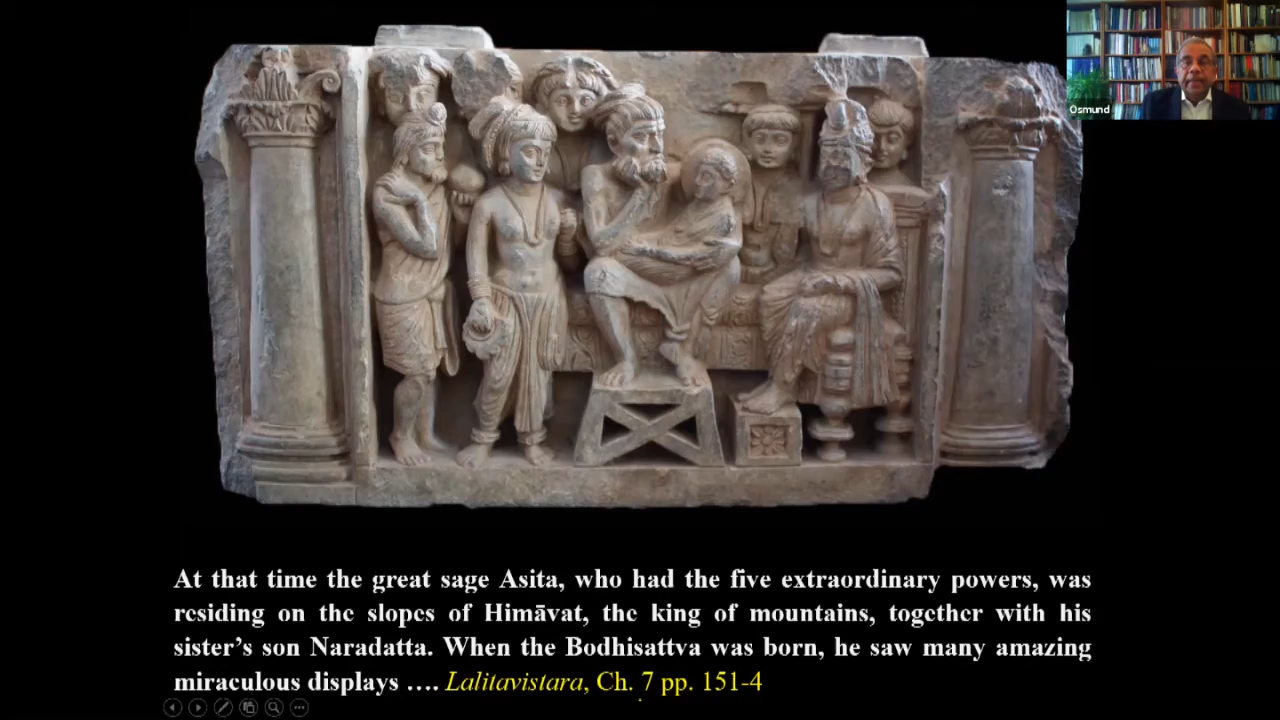 Osmund
At that time the great sage Asita, who had the five extraordinary powers, was
residing on the slopes of Himāvat, the king of mountains, together with his
sister's son Naradatta. When the Bodhisattva was born, he saw many amazing
miraculous displays …. Lalitavistara, Ch. 7 pp. 151-4